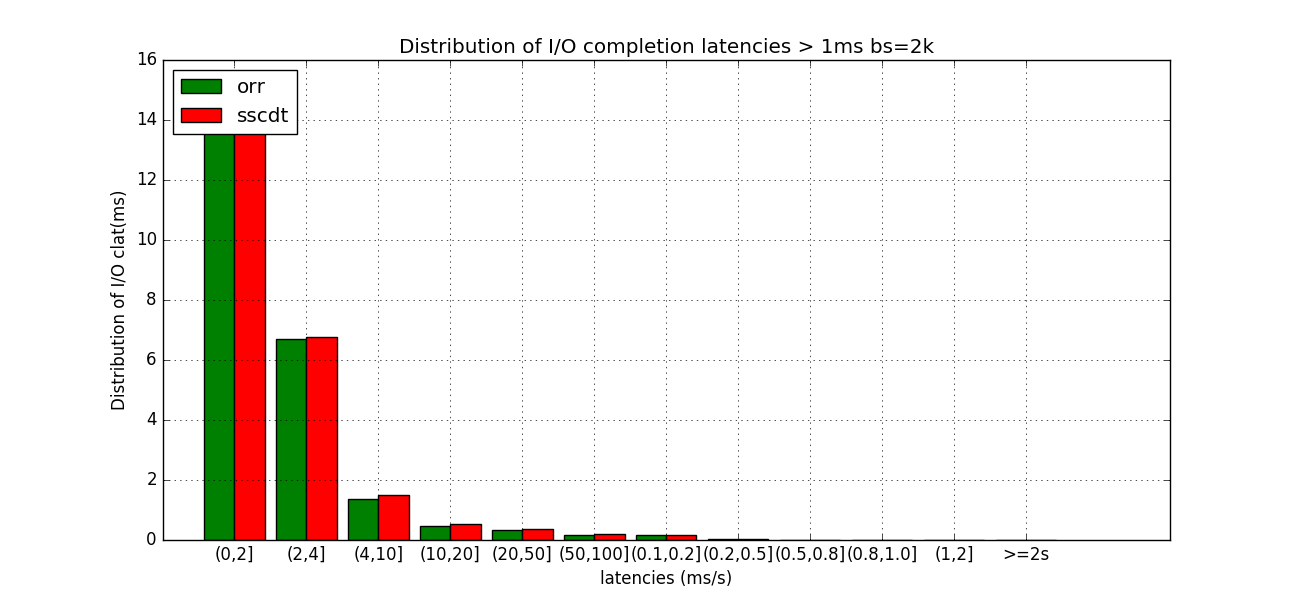 Distribution of I/O completion latencies > 1ms bs=2k
16
14
12
10
8
6
4
2
0
orr
sscdt
Distribution of I/O clat(ms)
(0,2] (2,4] (4,10] (10,20] (20,50] (50,100] (0.1,0.2] (0.2,0.5] (0.5,0.8] (0.8,1.0] (1,2] >=2s
latencies (ms/s)